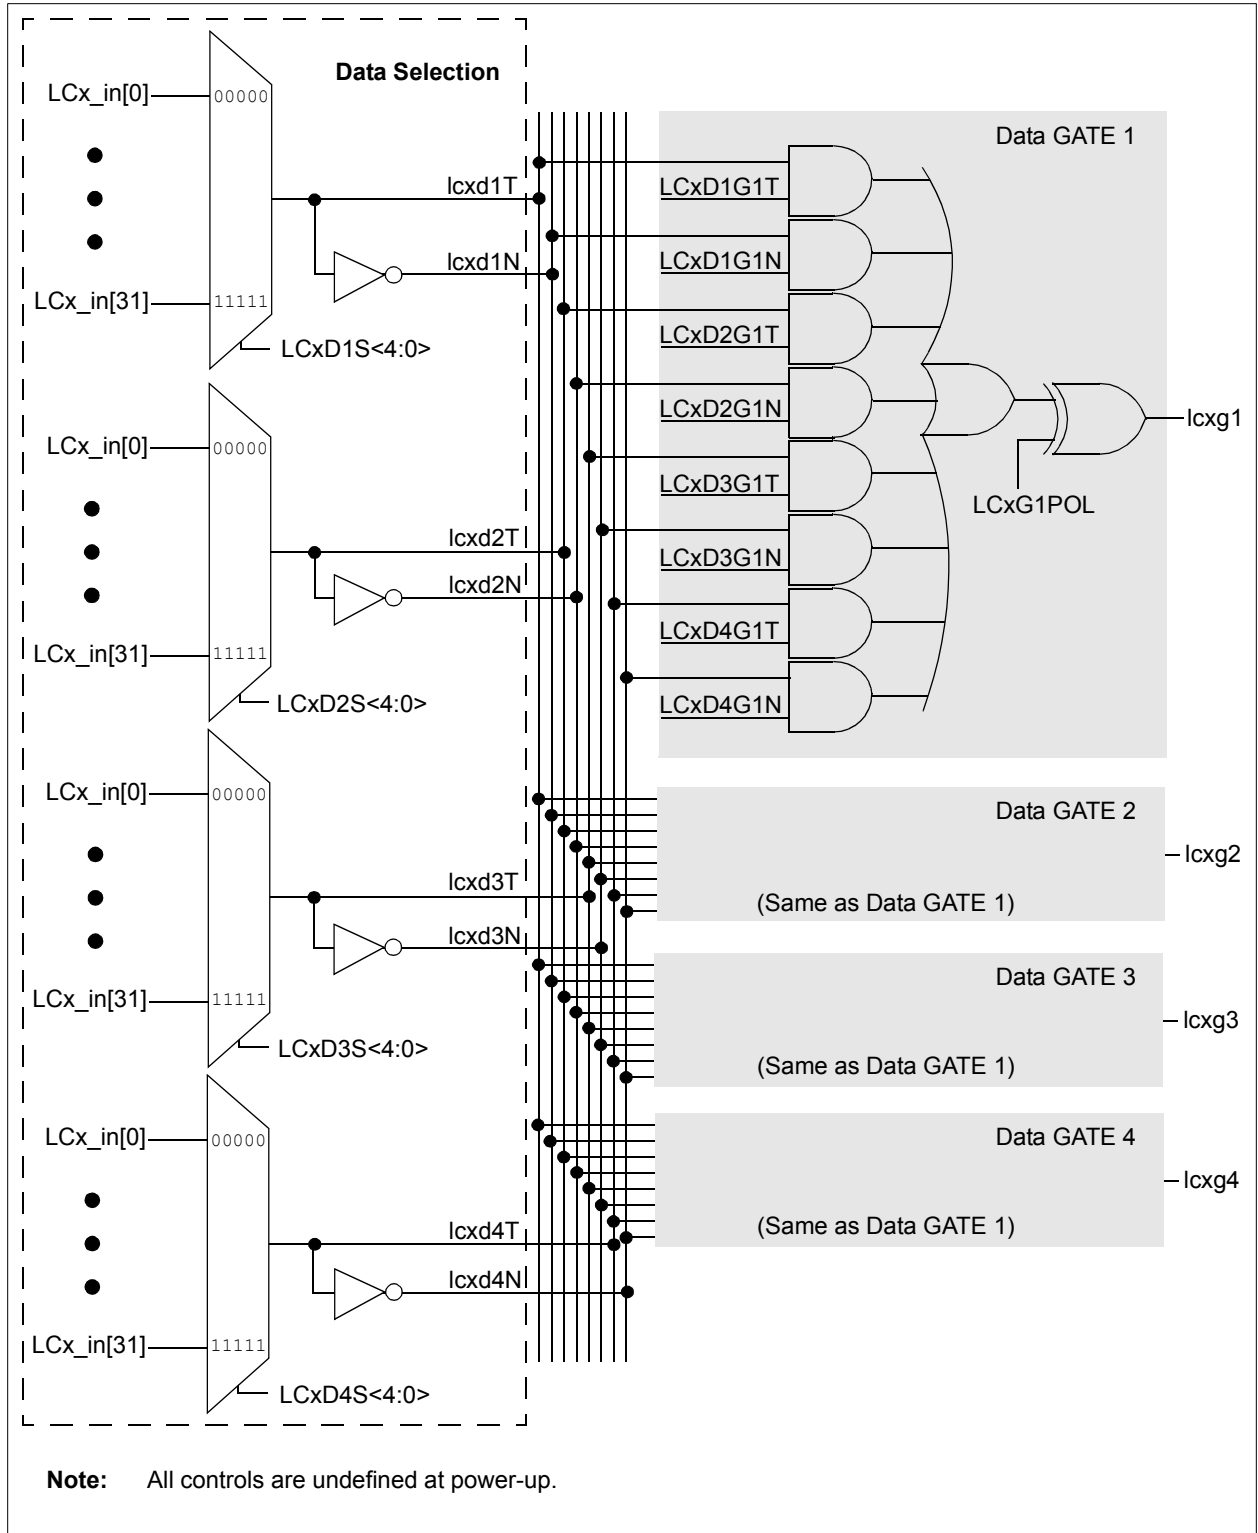 Data Selection
LCx_in[0]
00000
lcxd1T
lcxd1N
LCx_in[31]
11111
LCxD1S<4:0>
LCx_in[0]
00000
lcxd2T
lcxd2N
LCx_in[31]
11111
LCxD2S<4:0>
LCx_in[0]
00000
lcxd3T
lcxd3N
LCx_in[31]
11111
LCxD3S<4:0>
LCx_in[0]
00000
lcxd4T
lcxd4N
LCx_in[31]
11111
LCxD4S<4:0>
Data GATE 1
LCxD1G1T
LCxD1G1N
LCxD2G1T
LCxD2G1N
LCxD3G1T
LCxD3G1N
LCxD4G1T
LCxD4G1N
LCxG1POL
lcxg1
Data GATE 2
(Same as Data GATE 1)
lcxg2
Data GATE 3
(Same as Data GATE 1)
lcxg3
Data GATE 4
(Same as Data GATE 1)
lcxg4
Note: All controls are undefined at power-up.